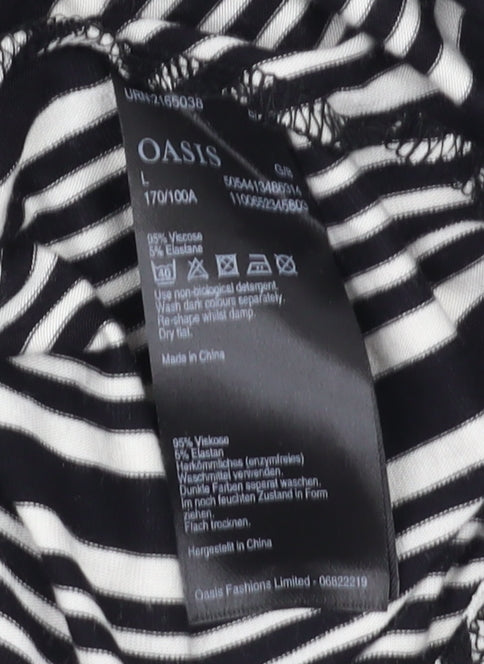 URN2165038
OASIS
L
170/100A
95% Viscose
5% Elastane
40
Use non-biological detergent.
Wash dark colours separately.
Re-shape whilst damp.
Dry flat.
Made in China
95% Viskose
5% Elastan
Herkömmliches (enzymfreies)
Waschmittel verwenden.
Dunkle Farben separat waschen.
Im noch feuchten Zustand in Form
ziehen.
Flach trocknen.
Hergestellt in China
Oasis Fashions Limited - 06822219